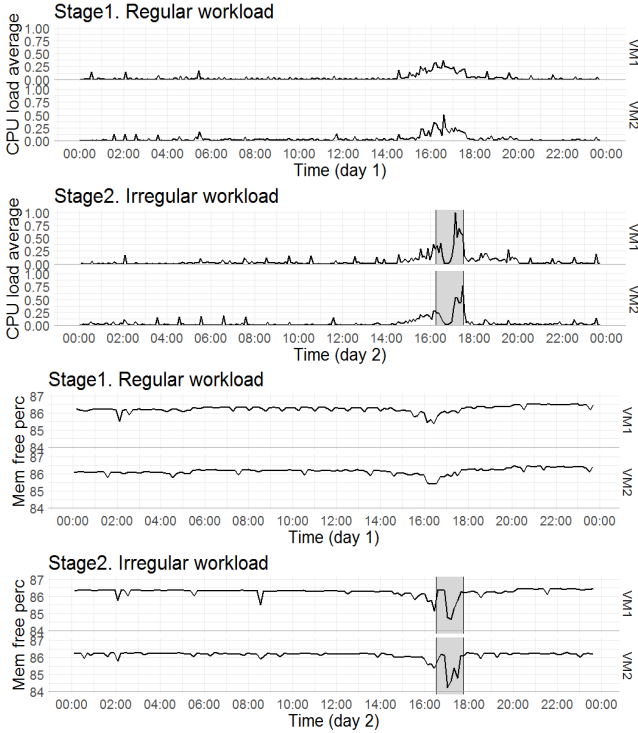 Stage1. Regular workload
CPU load average
1.00
0.75
0.50
0.25
0.00
VM1
1.00
0.75
0.50
0.25
0.00
VM2
00:00 02:00 04:00 06:00 08:00 10:00 12:00 14:00 16:00 18:00 20:00 22:00 00:00
Time (day 1)
Stage2. Irregular workload
CPU load average
1.00
0.75
0.50
0.25
0.00
VM1
1.00
0.75
0.50
0.25
0.00
VM2
00:00 02:00 04:00 06:00 08:00 10:00 12:00 14:00 16:00 18:00 20:00 22:00 00:00
Time (day 2)
Stage1. Regular workload
Mem free perc
87
86
85
84
VM1
87
86
85
84
VM2
00:00 02:00 04:00 06:00 08:00 10:00 12:00 14:00 16:00 18:00 20:00 22:00 00:00
Time (day 1)
Stage2. Irregular workload
Mem free perc
87
86
85
84
VM1
87
86
85
84
VM2
00:00 02:00 04:00 06:00 08:00 10:00 12:00 14:00 16:00 18:00 20:00 22:00 00:00
Time (day 2)